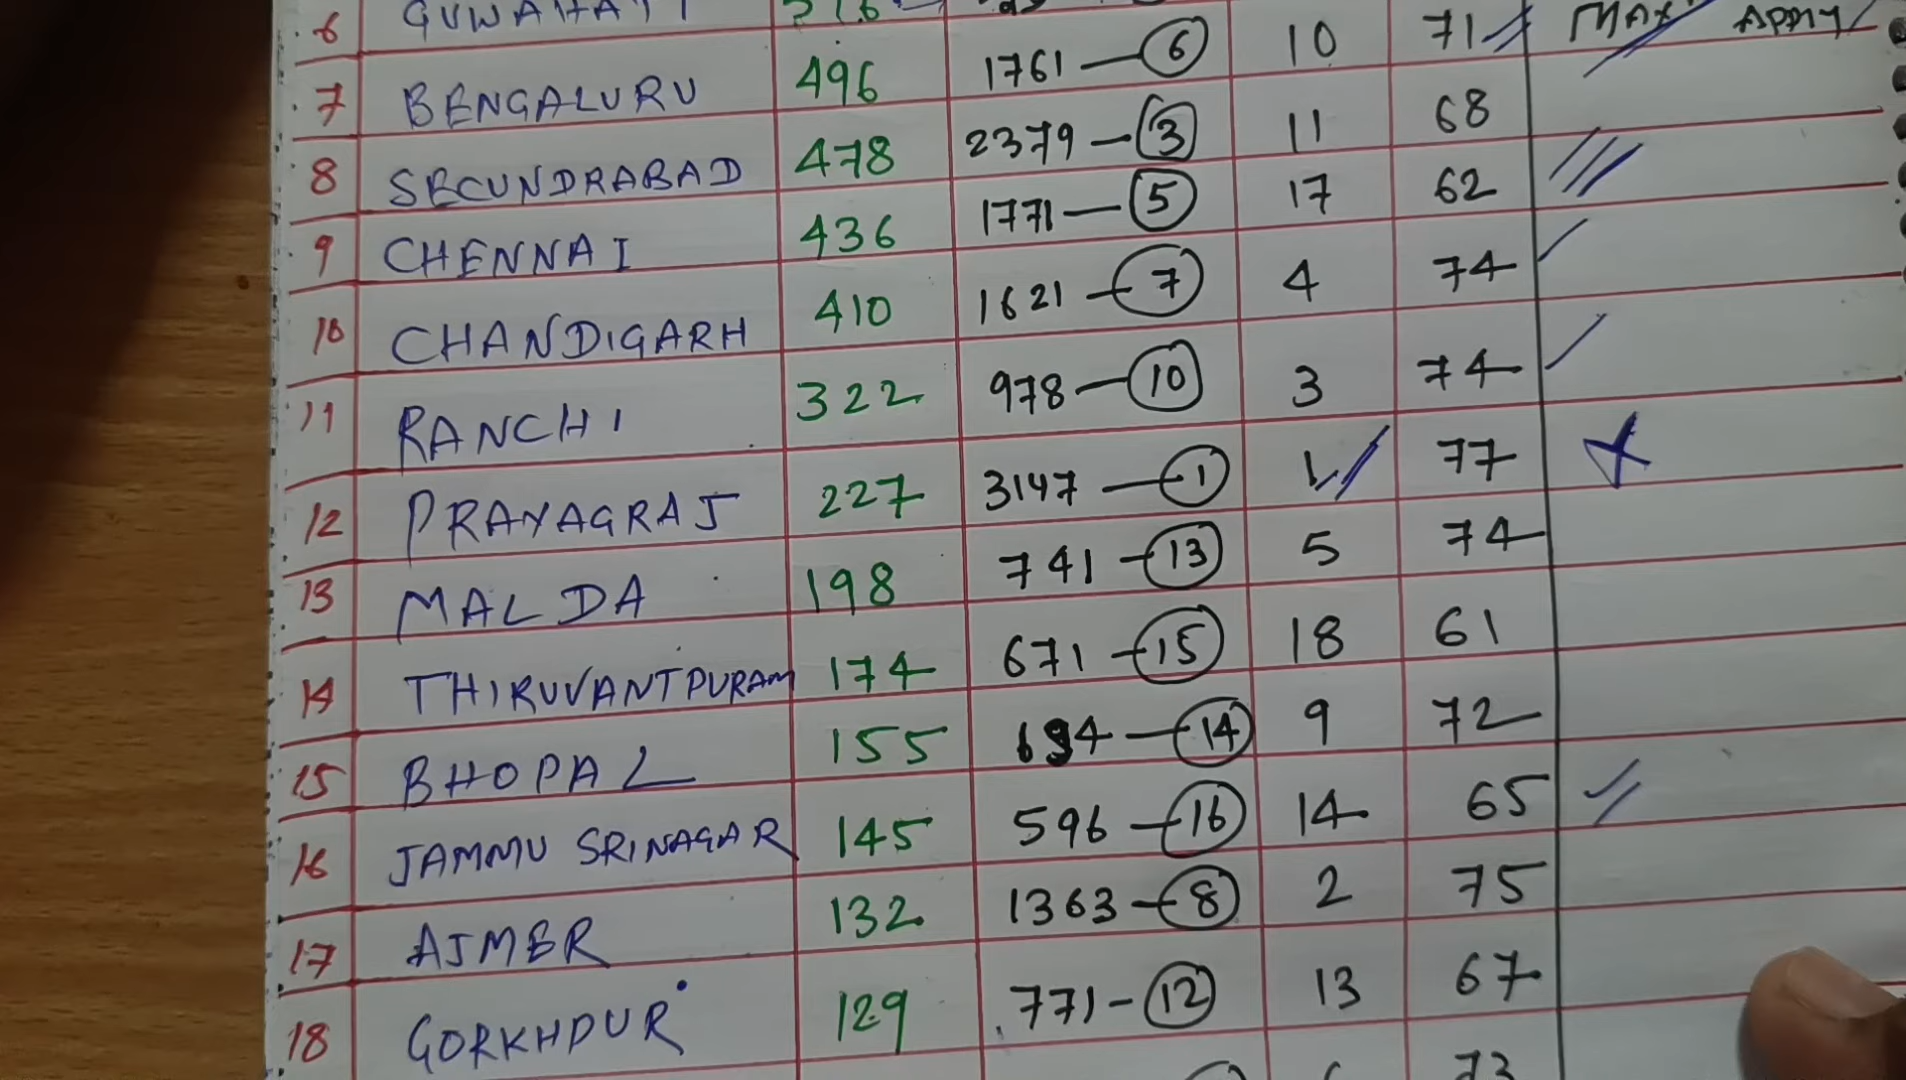 6 GUWAHATI 71 MAX APPLY
7 BENGALURU 496 1761 — 6 10
8 SECUNDRABAD 478 2379 — 3 11 68
9 CHENNAI 436 1771 — 5 17 62
10 CHANDIGARH 410 1621 — 7 4 74
11 RANCHI 322 978 — 10 3 74
12 PRAYAGRAJ 227 3147 — 1 1 77
13 MALDA 198 741 — 13 5 74
14 THIRUVANTPURAM 174 671 — 15 18 61
15 BHOPAL 155 694 — 14 9 72
16 JAMMU SRINAGAR 145 596 — 16 14 65
17 AJMER 132 1363 — 8 2 75
18 GORKHPUR 129 771 - 12 13 67
73